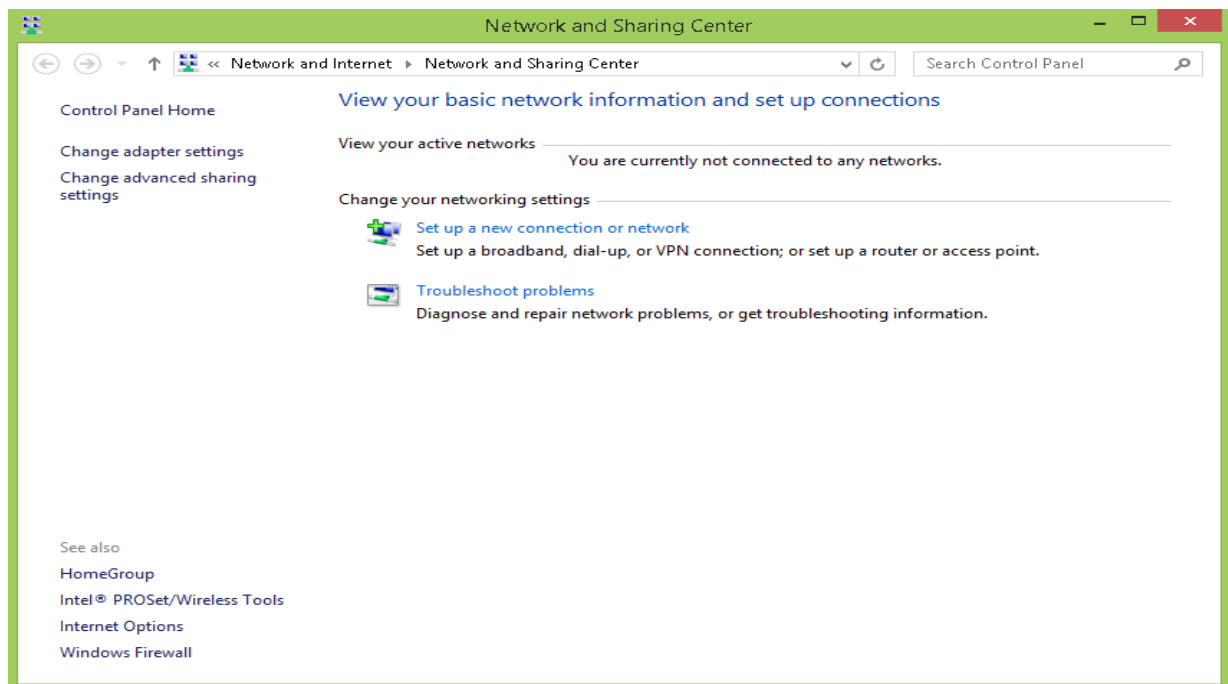 Network and Sharing Center
« Network and Internet ▸ Network and Sharing Center
Search Control Panel
Control Panel Home
Change adapter settings
Change advanced sharing
settings
View your basic network information and set up connections
View your active networks
You are currently not connected to any networks.
Change your networking settings
Set up a new connection or network
Set up a broadband, dial-up, or VPN connection; or set up a router or access point.
Troubleshoot problems
Diagnose and repair network problems, or get troubleshooting information.
See also
HomeGroup
Intel® PROSet/Wireless Tools
Internet Options
Windows Firewall